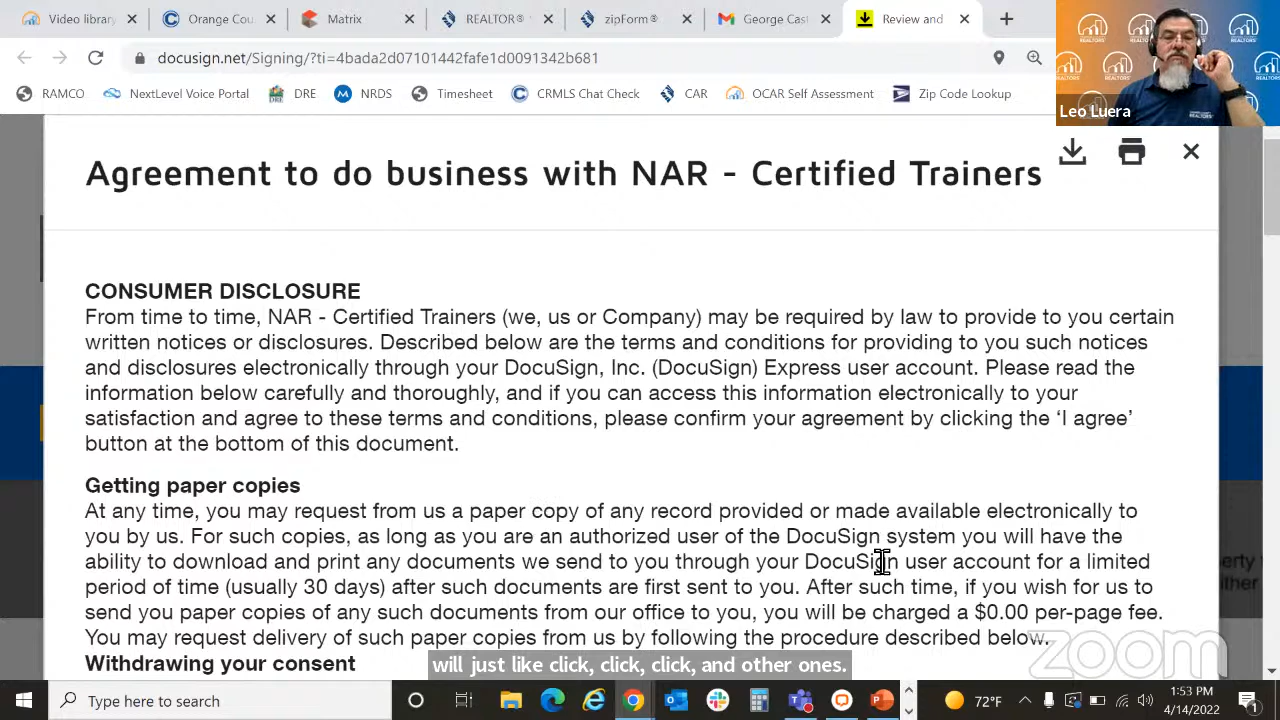 Video library
Orange Cou
Matrix
REALTOR®
zipForm®
George Cast
Review and
docusign.net/Signing/?ti=4bada2d07101442fafe1d0091342b681
RAMCO
NextLevel Voice Portal
DRE
NRDS
Timesheet
CRMLS Chat Check
CAR
OCAR Self Assessment
Zip Code Lookup
REALTORS
Leo Luera
Agreement to do business with NAR - Certified Trainers
CONSUMER DISCLOSURE
From time to time, NAR - Certified Trainers (we, us or Company) may be required by law to provide to you certain
written notices or disclosures. Described below are the terms and conditions for providing to you such notices
and disclosures electronically through your DocuSign, Inc. (DocuSign) Express user account. Please read the
information below carefully and thoroughly, and if you can access this information electronically to your
satisfaction and agree to these terms and conditions, please confirm your agreement by clicking the ‘I agree’
button at the bottom of this document.
Getting paper copies
At any time, you may request from us a paper copy of any record provided or made available electronically to
you by us. For such copies, as long as you are an authorized user of the DocuSign system you will have the
ability to download and print any documents we send to you through your DocuSign user account for a limited
period of time (usually 30 days) after such documents are first sent to you. After such time, if you wish for us to
send you paper copies of any such documents from our office to you, you will be charged a $0.00 per-page fee.
You may request delivery of such paper copies from us by following the procedure described below.
Withdrawing your consent
will just like click, click, click, and other ones.
zoom
Type here to search
72°F
1:53 PM
4/14/2022